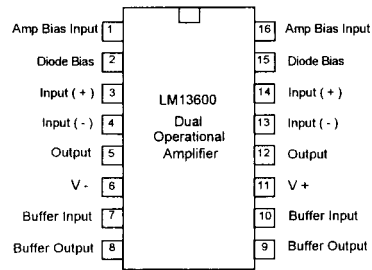 Amp Bias Input 1 16 Amp Bias Input
Diode Bias 2 15 Diode Bias
Input ( + ) 3 14 Input ( + )
LM13600
Input ( - ) 4 Dual 13 Input ( - )
Operational
Output 5 Amplifier 12 Output
V - 6 11 V +
Buffer Input 7 10 Buffer Input
Buffer Output 8 9 Buffer Output